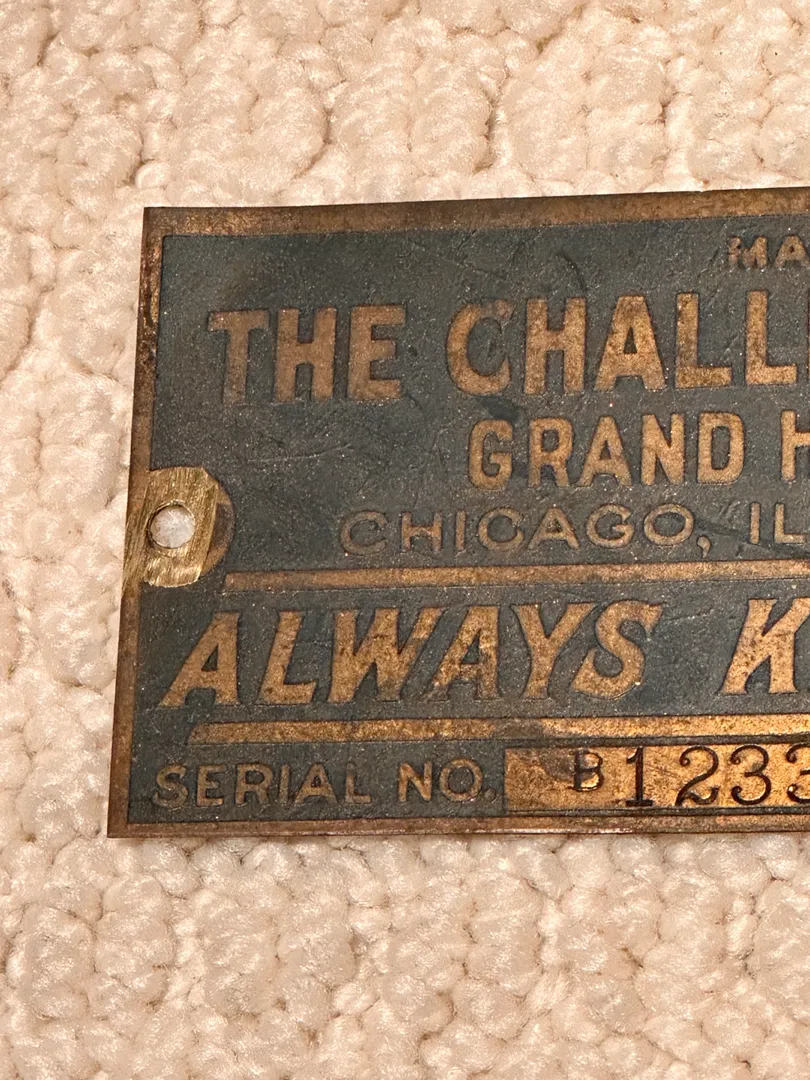 MA
THE CHALL
GRAND H
CHICAGO, IL
ALWAYS K
SERIAL NO. B1233